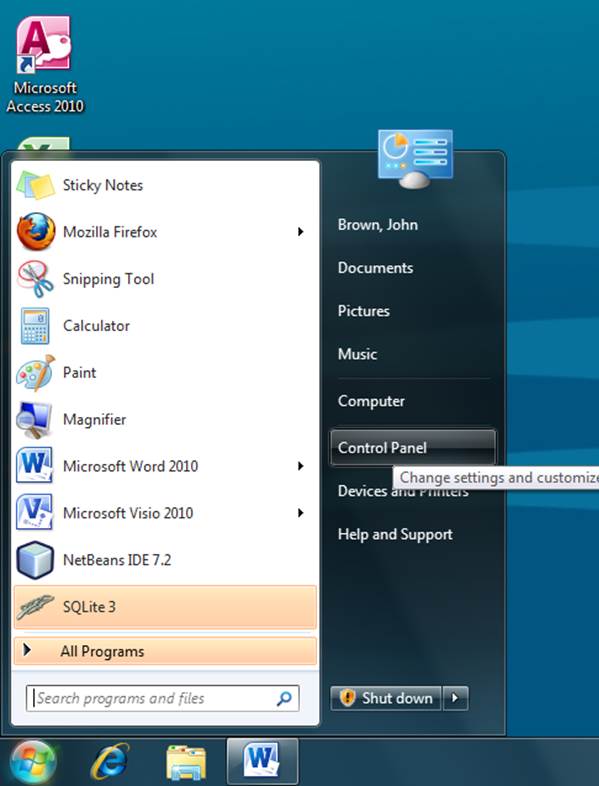 Microsoft
Access 2010
Sticky Notes
Mozilla Firefox
Snipping Tool
Calculator
Paint
Magnifier
Microsoft Word 2010
Microsoft Visio 2010
NetBeans IDE 7.2
SQLite 3
All Programs
Search programs and files
Brown, John
Documents
Pictures
Music
Computer
Control Panel
Change settings and customize
Devices and Printers
Help and Support
Shut down